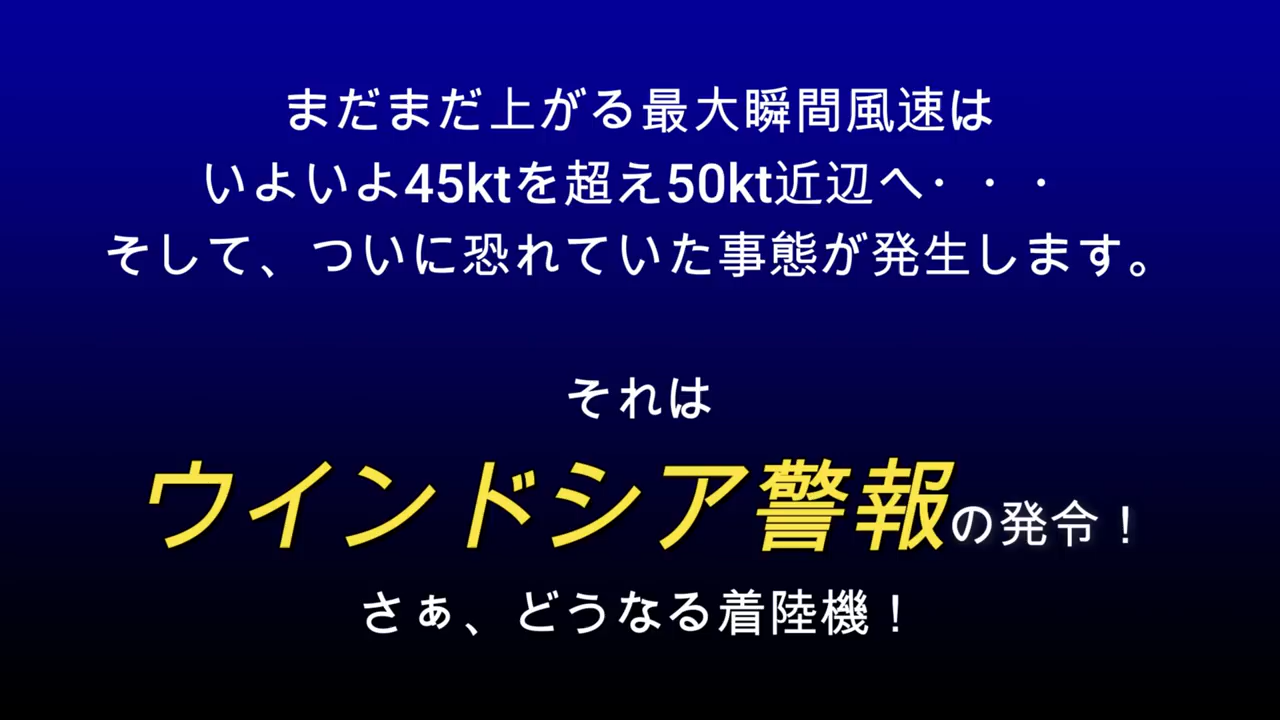 まだまだ上がる最大瞬間風速は
いよいよ45ktを超え50kt近辺へ・・・
そして、ついに恐れていた事態が発生します。
それは
ウインドシア警報の発令！
さぁ、どうなる着陸機！